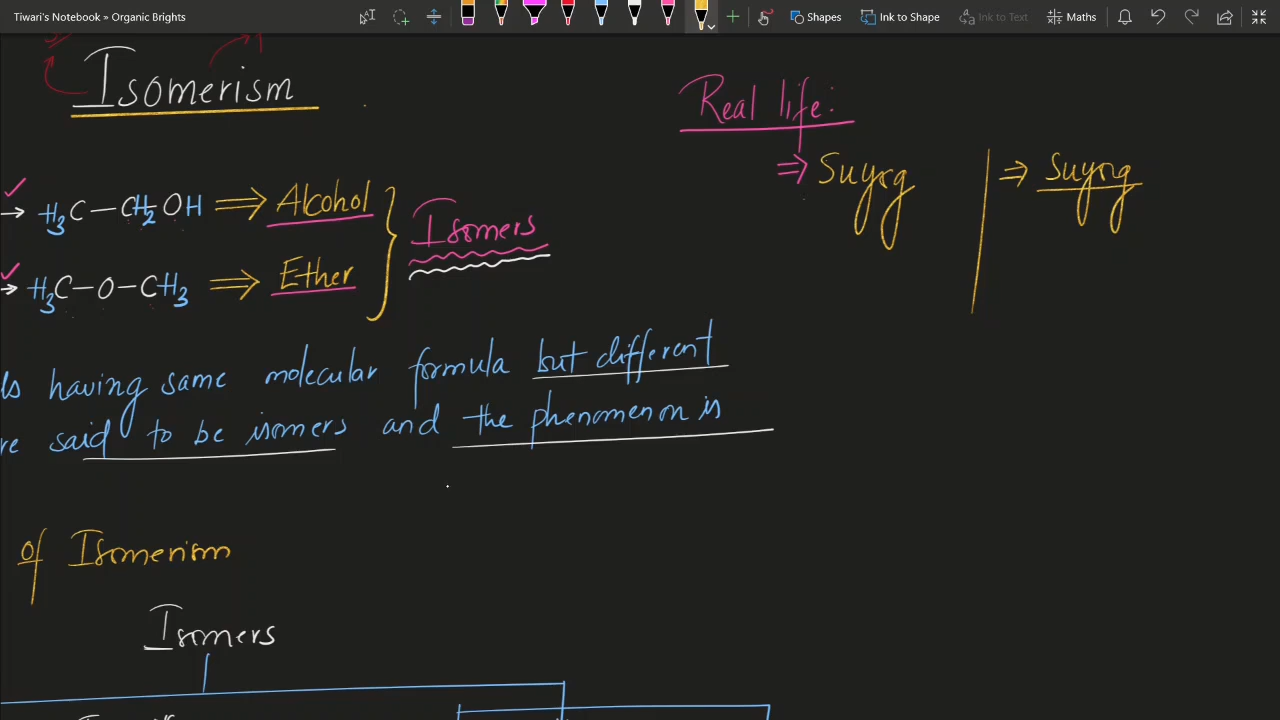 Tiwari's Notebook » Organic Brights
Shapes Ink to Shape Ink to Text Maths
Isomerism
Real life:
⇒ Suyog | ⇒ Suyog
→ H3C — CH2OH ⇒ Alcohol
Isomers
→ H3C — O — CH3 ⇒ Ether
ds having same molecular formula but different
re said to be isomers and the phenomenon is
of Isomerism
Isomers